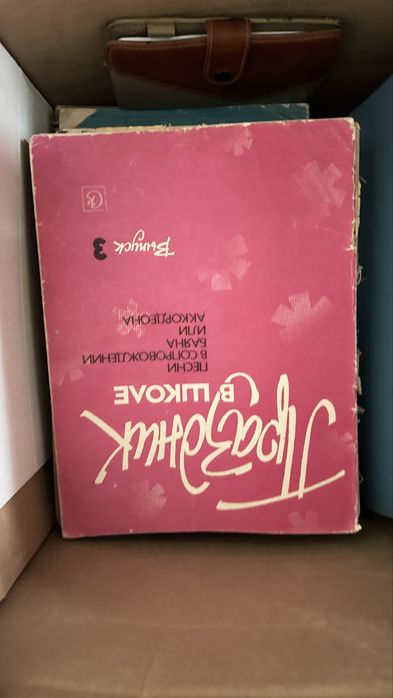 Праздник
В ШКОЛЕ
ПЕСНИ
В СОПРОВОЖДЕНИИ
БАЯНА
ИЛИ
АККОРДЕОНА
Выпуск 3